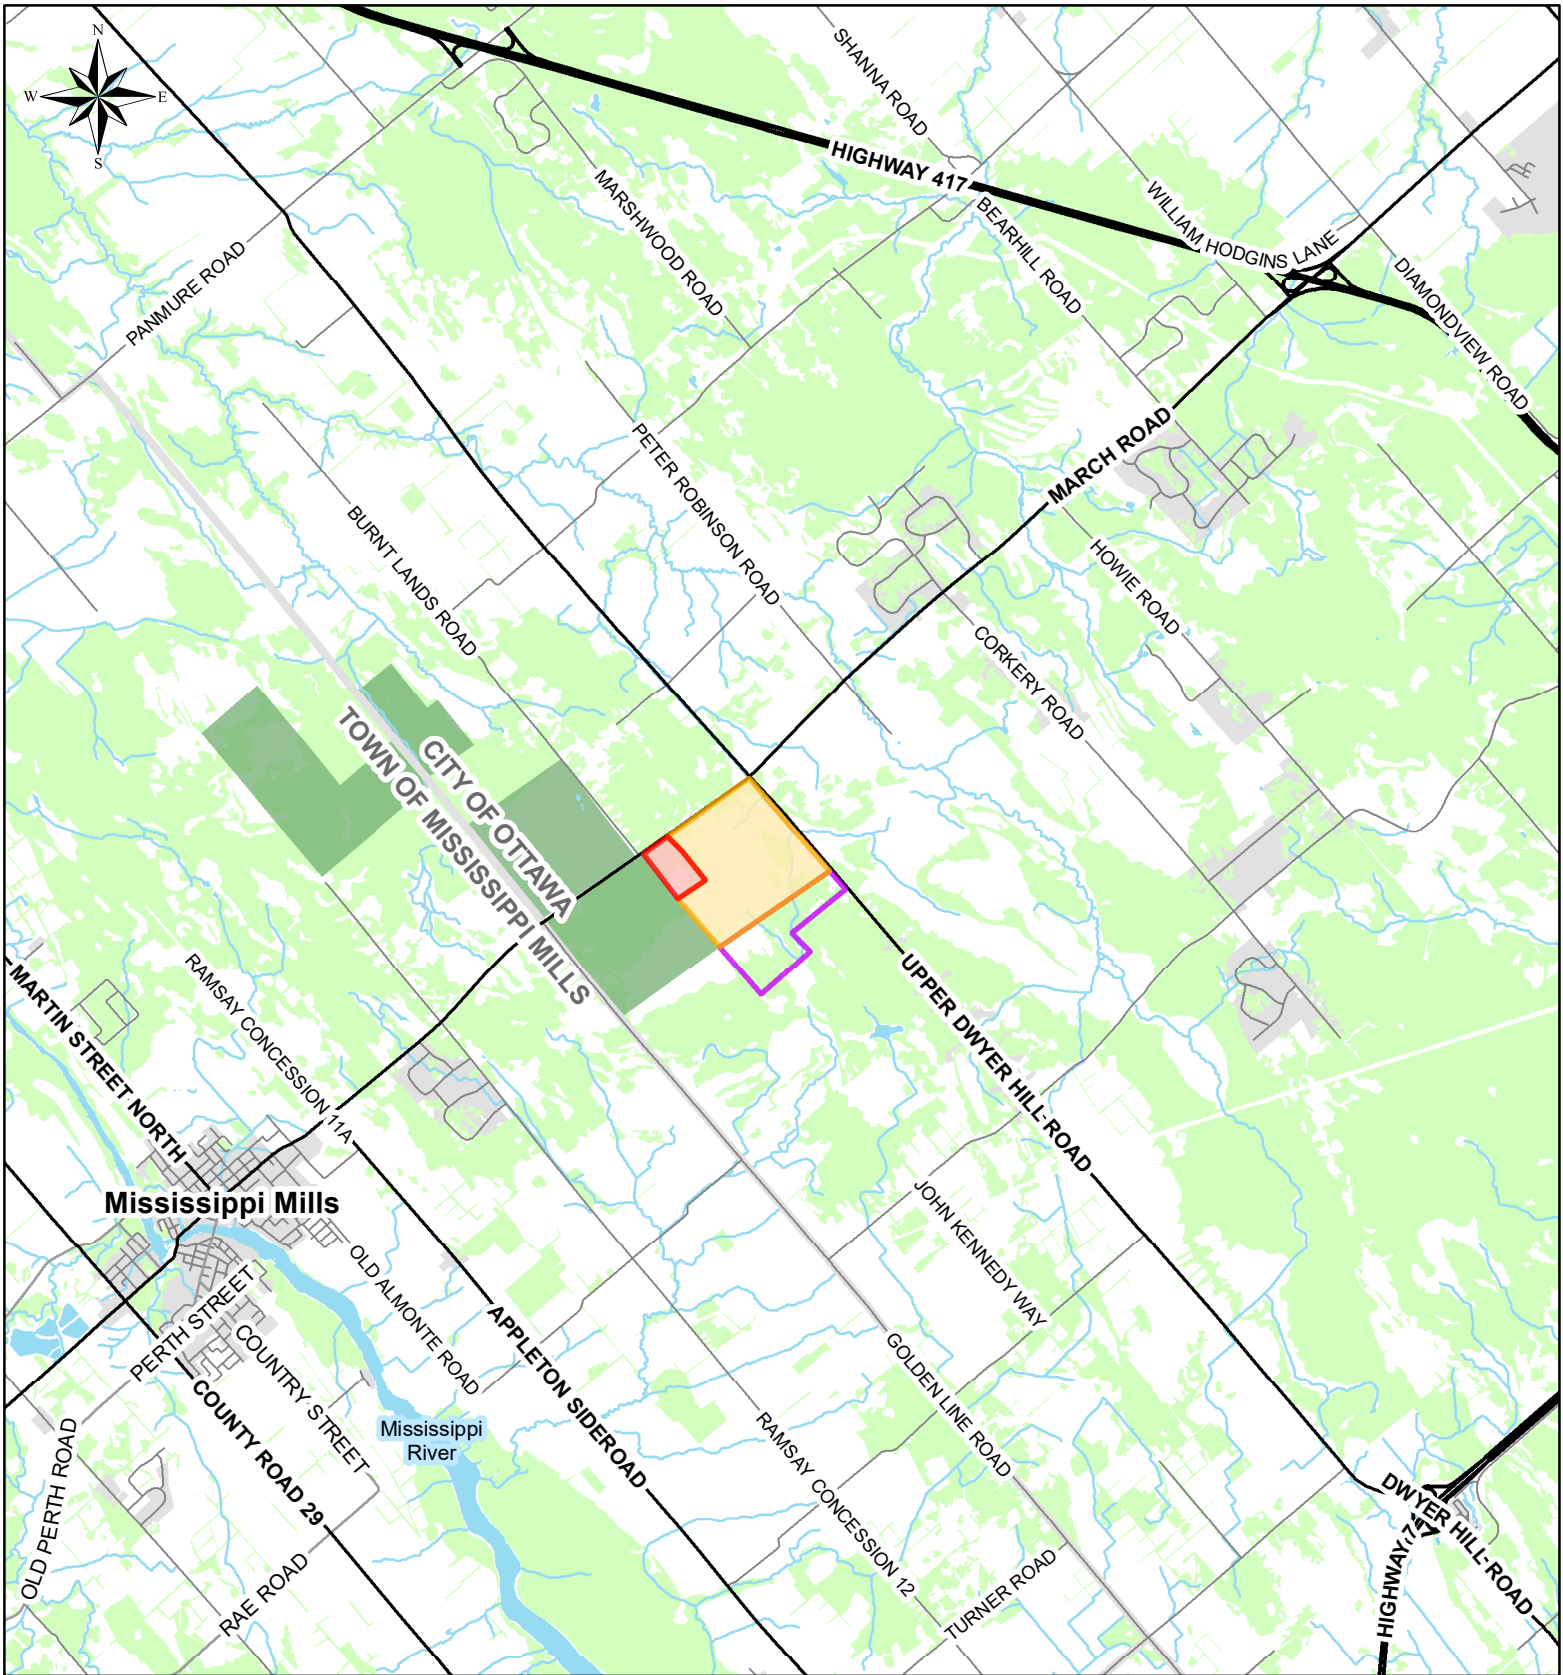 N
W
E
S
SHANNA ROAD
HIGHWAY 417
MARSHWOOD ROAD
BEARHILL ROAD
WILLIAM HODGINS LANE
DIAMONDVIEW ROAD
PANMURE ROAD
MARCH ROAD
PETER ROBINSON ROAD
BURNT LANDS ROAD
HOWIE ROAD
CORKERY ROAD
CITY OF OTTAWA
TOWN OF MISSISSIPPI MILLS
UPPER DWYER HILL ROAD
MARTIN STREET NORTH
RAMSAY CONCESSION 11A
Mississippi Mills
JOHN KENNEDY WAY
OLD ALMONTE ROAD
PERTH STREET
COUNTRY STREET
APPLETON SIDEROAD
GOLDEN LINE ROAD
COUNTY ROAD 29
Mississippi
River
OLD PERTH ROAD
RAMSAY CONCESSION 12
RAE ROAD
TURNER ROAD
DWYER HILL ROAD
HIGHWAY 7